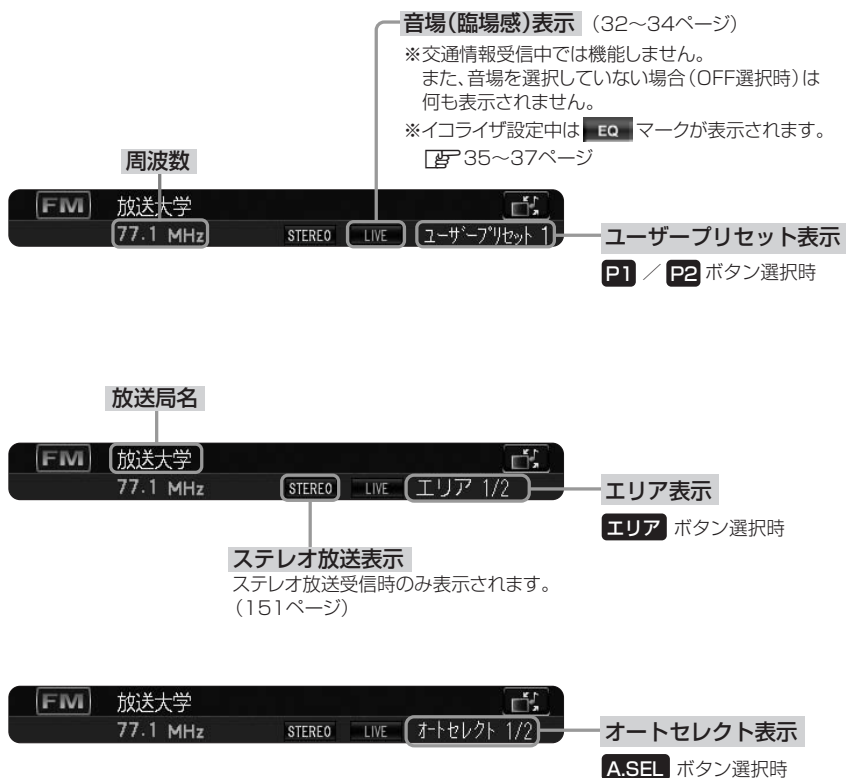 音場(臨場感)表示 (32〜34ページ)
※交通情報受信中では機能しません。
また、音場を選択していない場合(OFF選択時)は
何も表示されません。
※イコライザ設定中は EQ マークが表示されます。
35〜37ページ
周波数
FM 放送大学
77.1 MHz STEREO LIVE ユーザープリセット 1
ユーザープリセット表示
P1 / P2 ボタン選択時
放送局名
FM 放送大学
77.1 MHz STEREO LIVE エリア 1/2
エリア表示
エリア ボタン選択時
ステレオ放送表示
ステレオ放送受信時のみ表示されます。
(151ページ)
FM 放送大学
77.1 MHz STEREO LIVE オートセレクト 1/2
オートセレクト表示
A.SEL ボタン選択時